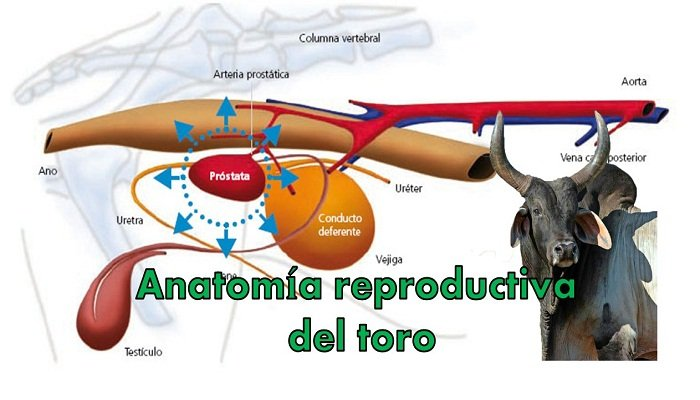 Columna vertebral
Arteria prostática
Aorta
Ano
Próstata
Vena
posterior
Uréter
Uretra
Conducto
deferente
Vejiga
Anatomía reproductiva
del toro
Testículo